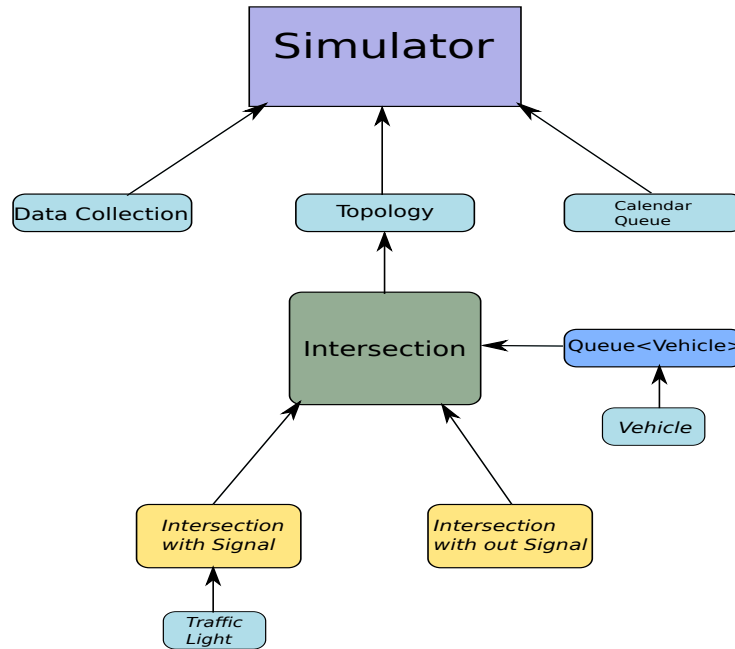 Simulator
Data Collection
Topology
Calendar
Queue
Intersection
Queue<Vehicle>
Vehicle
Intersection
with Signal
Intersection
with out Signal
Traffic
Light